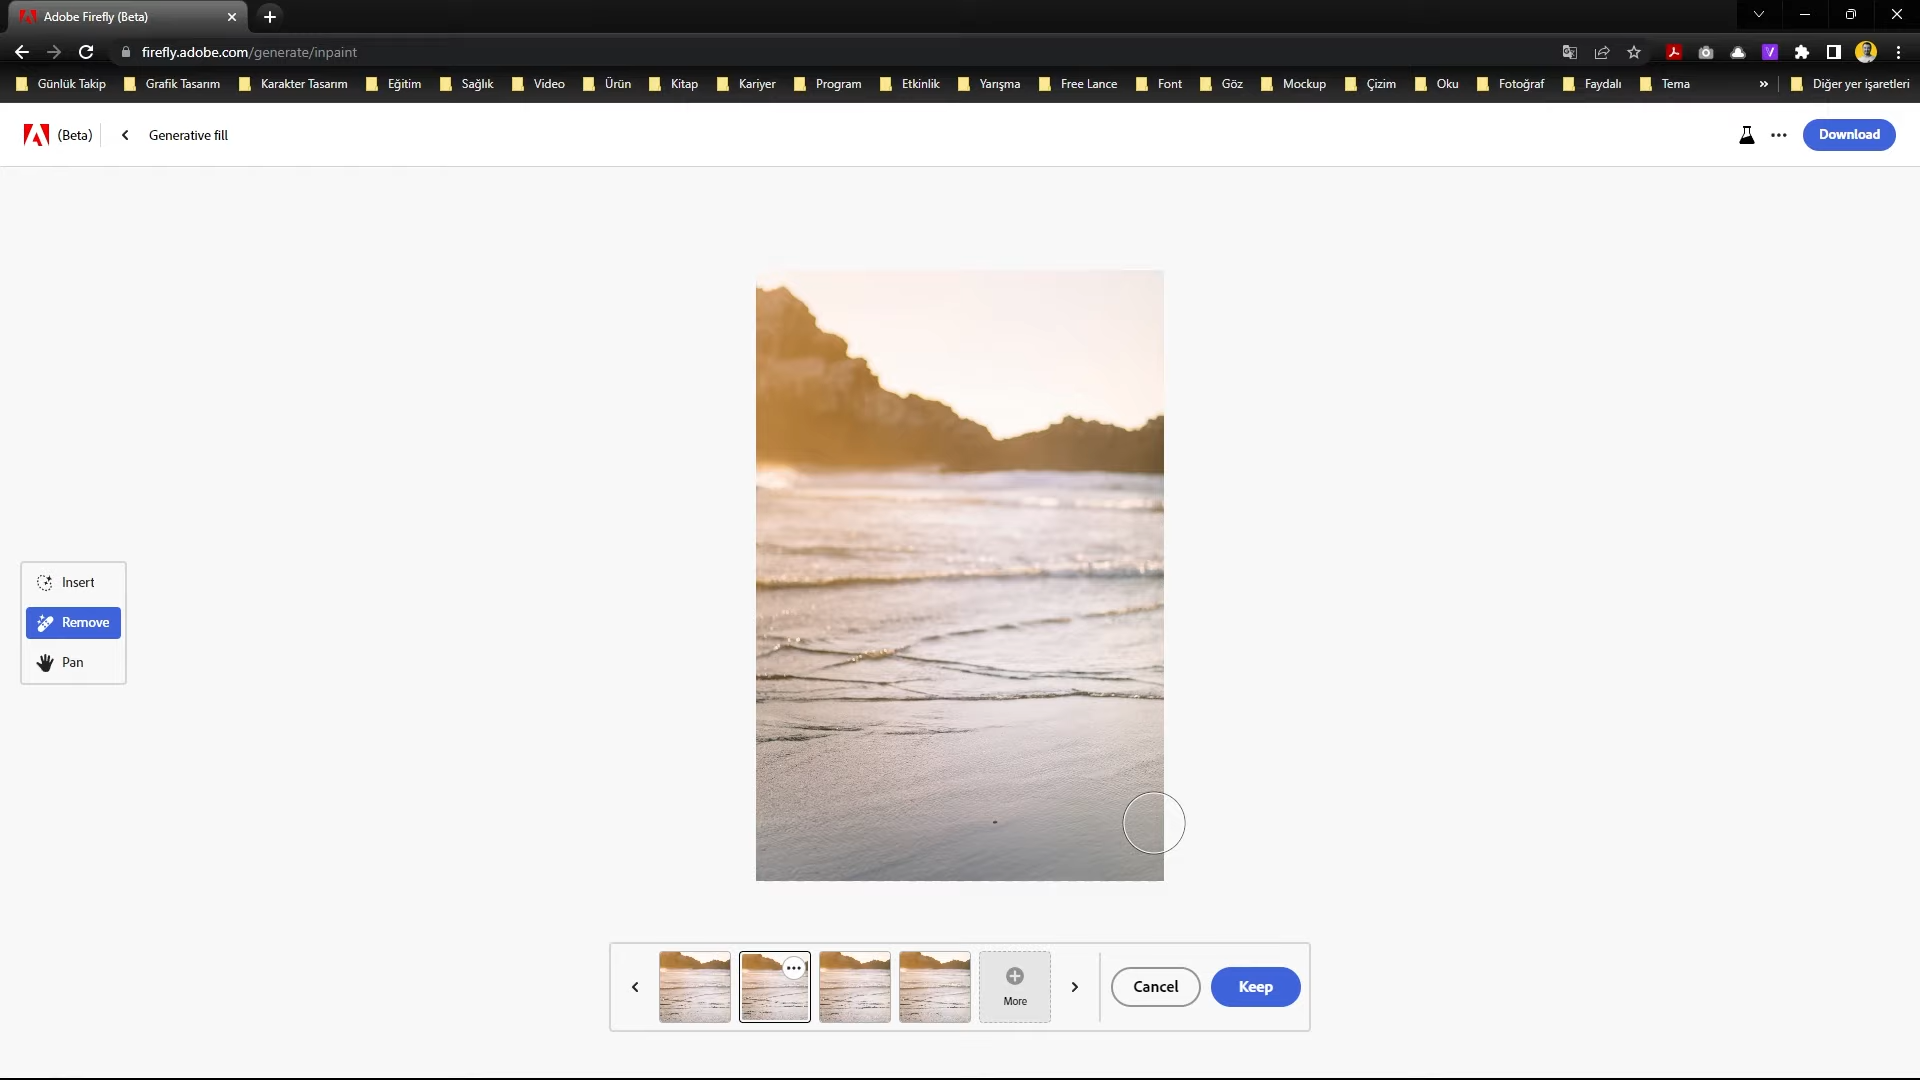 Adobe Firefly (Beta)
firefly.adobe.com/generate/inpaint
Günlük Takip Grafik Tasarım Karakter Tasarım Eğitim Sağlık Video Ürün Kitap Kariyer Program Etkinlik Yarışma Free Lance Font Göz Mockup Çizim Oku Fotoğraf Faydalı Tema » Diğer yer işaretleri
(Beta) Generative fill Download
Insert
Remove
Pan
More
Cancel Keep